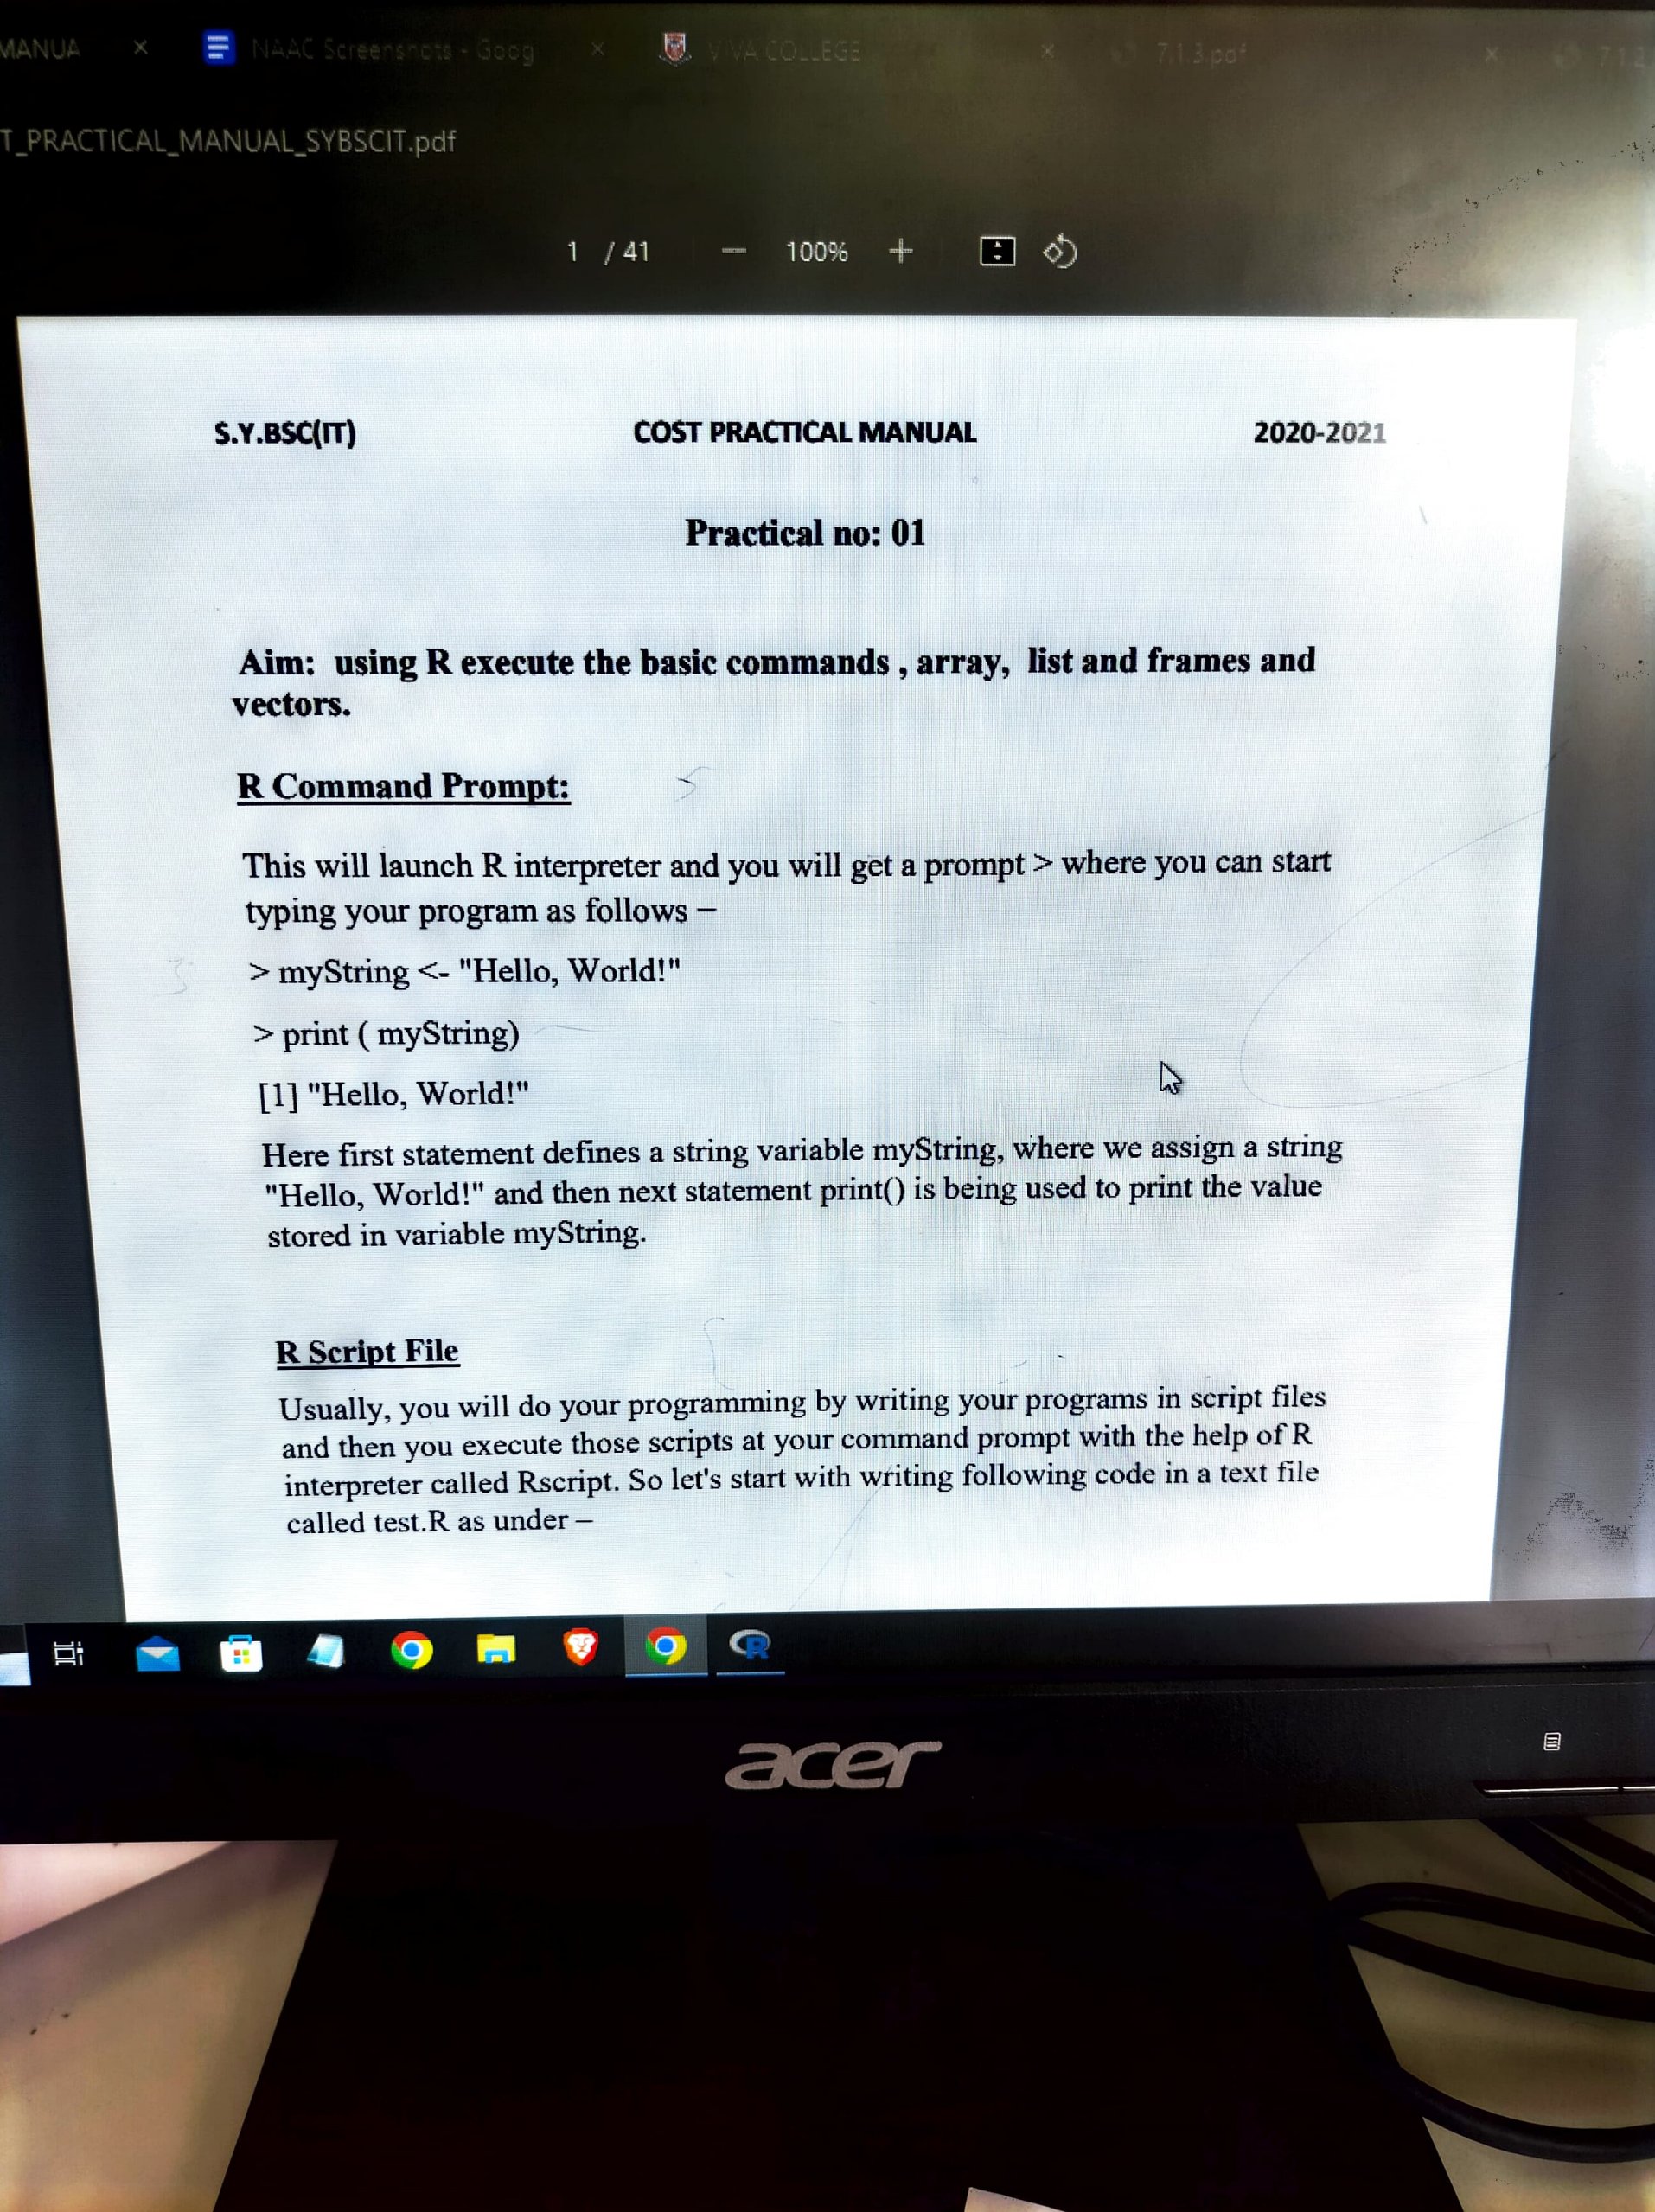 MANUA
NAAC Screenshots - Goog
VIVA COLLEGE
7.1.3.pdf
7.1.2
T_PRACTICAL_MANUAL_SYBSCIT.pdf
1 / 41 — 100% +
S.Y.BSC(IT) COST PRACTICAL MANUAL 2020-2021
Practical no: 01
Aim: using R execute the basic commands , array, list and frames and
vectors.
R Command Prompt:
This will launch R interpreter and you will get a prompt > where you can start
typing your program as follows –
> myString <- "Hello, World!"
> print ( myString)
[1] "Hello, World!"
Here first statement defines a string variable myString, where we assign a string
"Hello, World!" and then next statement print() is being used to print the value
stored in variable myString.
R Script File
Usually, you will do your programming by writing your programs in script files
and then you execute those scripts at your command prompt with the help of R
interpreter called Rscript. So let's start with writing following code in a text file
called test.R as under –
R
acer